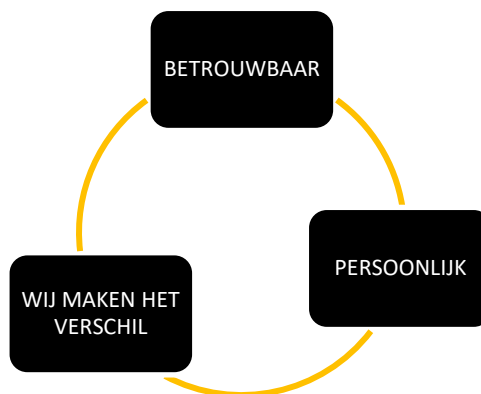 BETROUWBAAR
PERSOONLIJK
WIJ MAKEN HET
VERSCHIL